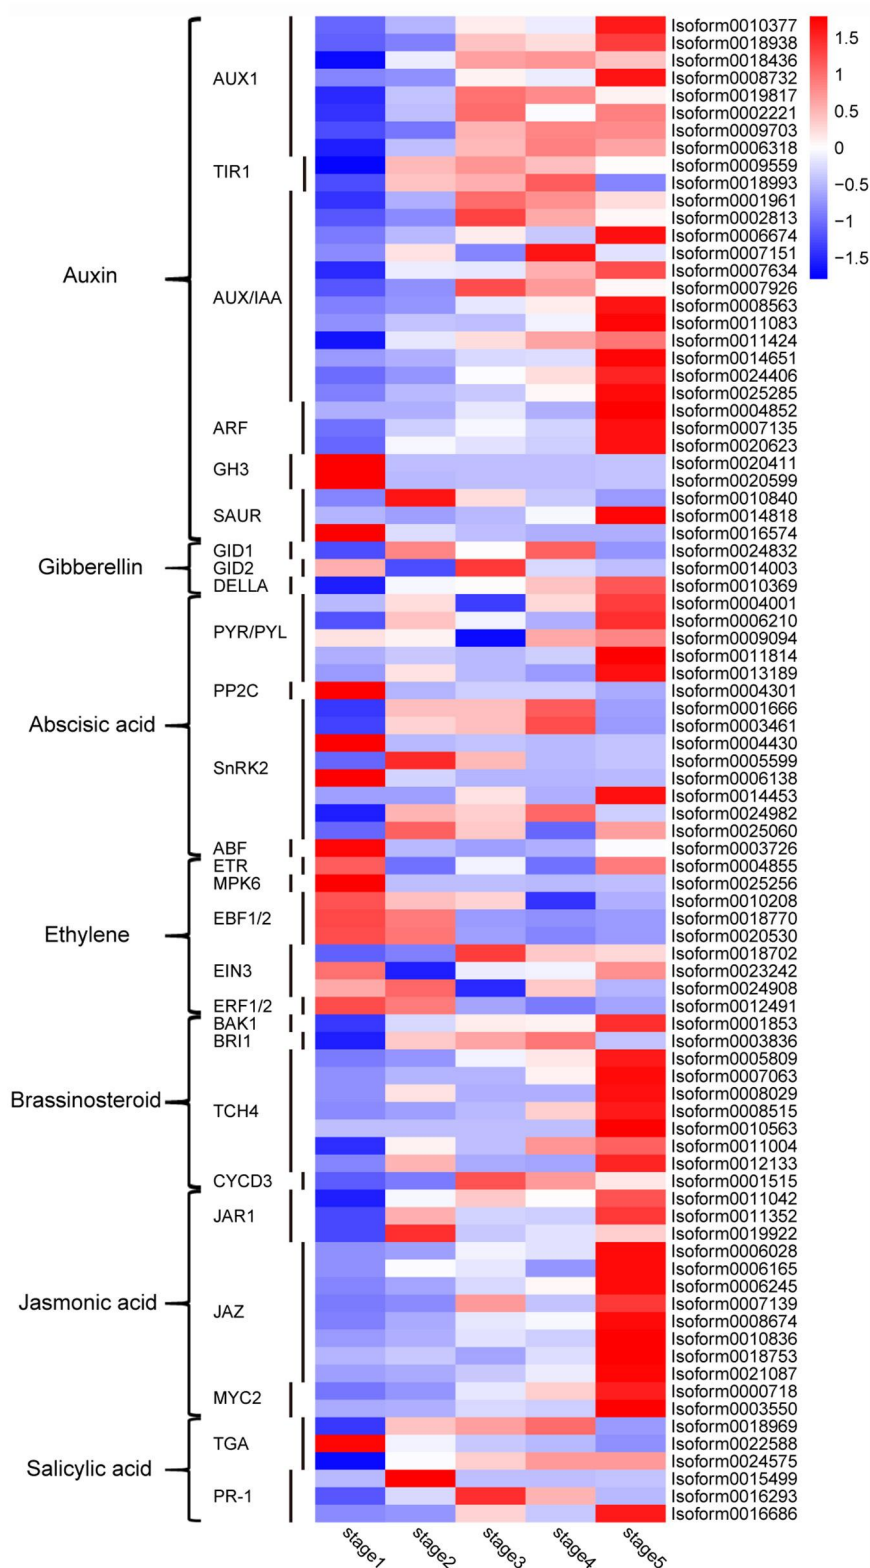 Auxin
Gibberellin
Abscisic acid
Ethylene
Brassinosteroid
Jasmonic acid
Salicylic acid
AUX1
TIR1
AUX/IAA
ARF
GH3
SAUR
GID1
GID2
DELLA
PYR/PYL
PP2C
SnRK2
ABF
ETR
MPK6
EBF1/2
EIN3
ERF1/2
BAK1
BRI1
TCH4
CYCD3
JAR1
JAZ
MYC2
TGA
PR-1
Isoform0010377
Isoform0018938
Isoform0018436
Isoform0008732
Isoform0019817
Isoform0002221
Isoform0009703
Isoform0006318
Isoform0009559
Isoform0018993
Isoform0001961
Isoform0002813
Isoform0006674
Isoform0007151
Isoform0007634
Isoform0007926
Isoform0008563
Isoform0011083
Isoform0011424
Isoform0014651
Isoform0024406
Isoform0025285
Isoform0004852
Isoform0007135
Isoform0020623
Isoform0020411
Isoform0020599
Isoform0010840
Isoform0014818
Isoform0016574
Isoform0024832
Isoform0014003
Isoform0010369
Isoform0004001
Isoform0006210
Isoform0009094
Isoform0011814
Isoform0013189
Isoform0004301
Isoform0001666
Isoform0003461
Isoform0004430
Isoform0005599
Isoform0006138
Isoform0014453
Isoform0024982
Isoform0025060
Isoform0003726
Isoform0004855
Isoform0025256
Isoform0010208
Isoform0018770
Isoform0020530
Isoform0018702
Isoform0023242
Isoform0024908
Isoform0012491
Isoform0001853
Isoform0003836
Isoform0005809
Isoform0007063
Isoform0008029
Isoform0008515
Isoform0010563
Isoform0011004
Isoform0012133
Isoform0001515
Isoform0011042
Isoform0011352
Isoform0019922
Isoform0006028
Isoform0006165
Isoform0006245
Isoform0007139
Isoform0008674
Isoform0010836
Isoform0018753
Isoform0021087
Isoform0000718
Isoform0003550
Isoform0018969
Isoform0022588
Isoform0024575
Isoform0015499
Isoform0016293
Isoform0016686
1.5
1
0.5
0
−0.5
−1
−1.5
stage1
stage2
stage3
stage4
stage5